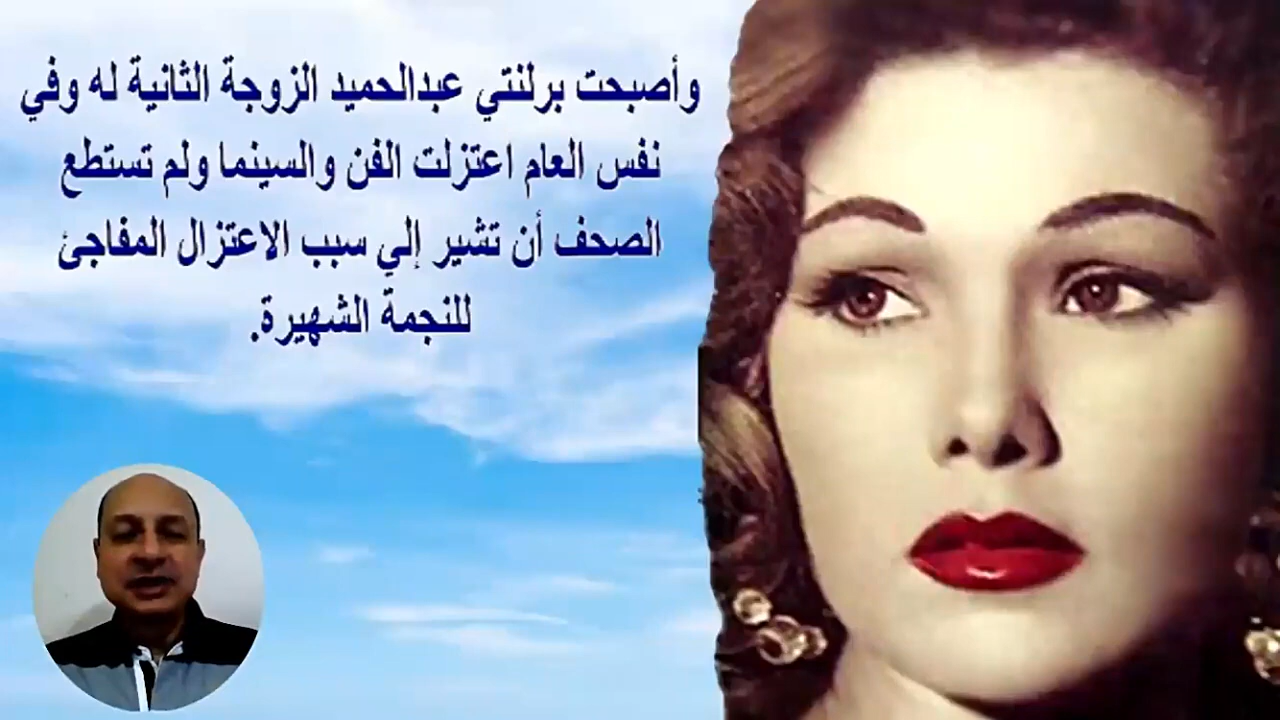 وأصبحت برلنتي عبدالحميد الزوجة الثانية له وفي
نفس العام اعتزلت الفن والسينما ولم تستطع
الصحف أن تشير إلي سبب الاعتزال المفاجئ
للنجمة الشهيرة.